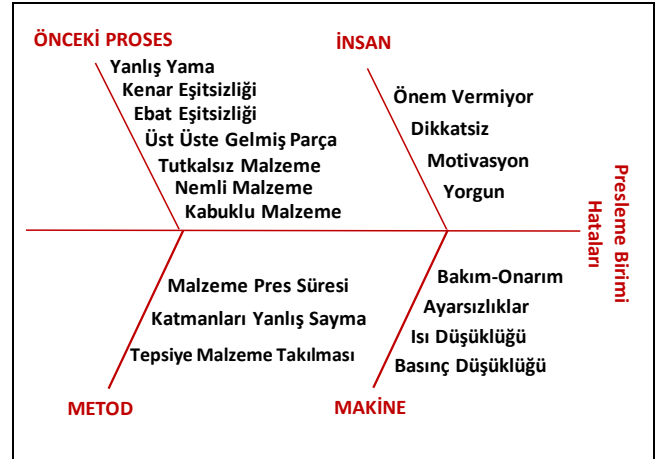 ÖNCEKİ PROSES
Yanlış Yama
Kenar Eşitsizliği
Ebat Eşitsizliği
Üst Üste Gelmiş Parça
Tutkalsız Malzeme
Nemli Malzeme
Kabuklu Malzeme
İNSAN
Önem Vermiyor
Dikkatsiz
Motivasyon
Yorgun
Presleme Birimi
Hataları
Malzeme Pres Süresi
Katmanları Yanlış Sayma
Tepsiye Malzeme Takılması
METOD
Bakım-Onarım
Ayarsızlıklar
Isı Düşüklüğü
Basınç Düşüklüğü
MAKİNE